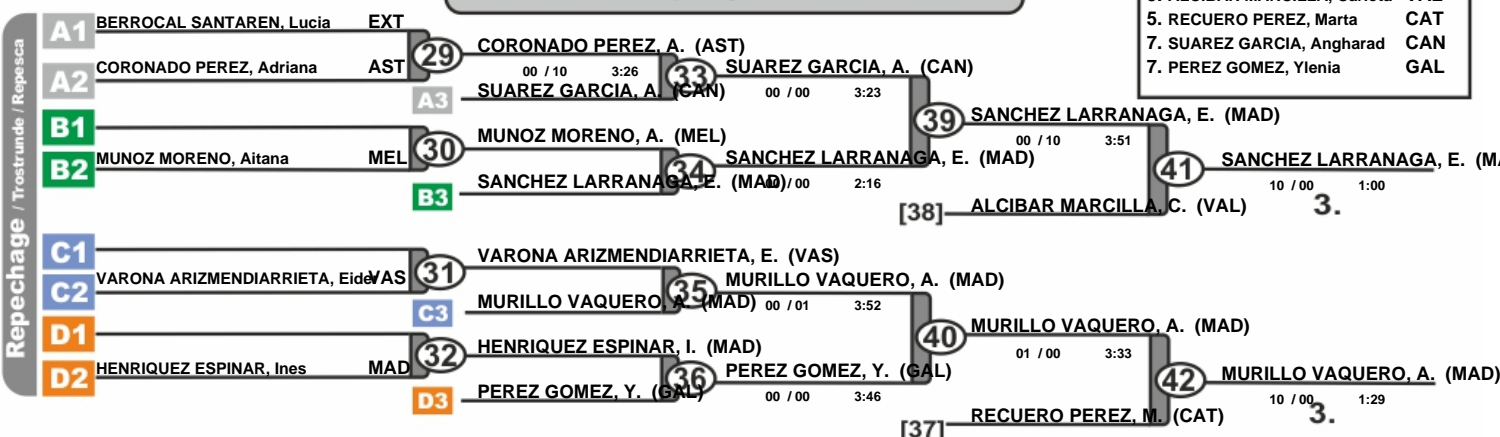 5. RECUERO PEREZ, Marta CAT
7. SUAREZ GARCIA, Angharad CAN
7. PEREZ GOMEZ, Ylenia GAL
Repechage / Trostrunde / Repesca
A1 BERROCAL SANTAREN, Lucia EXT
A2 CORONADO PEREZ, Adriana AST
29
CORONADO PEREZ, A. (AST)
00 / 10 3:26
A3 SUAREZ GARCIA, A. (CAN)
33
SUAREZ GARCIA, A. (CAN)
00 / 00 3:23
B1
B2 MUNOZ MORENO, Aitana MEL
30
MUNOZ MORENO, A. (MEL)
B3 SANCHEZ LARRANAGA, E. (MAD)
34
SANCHEZ LARRANAGA, E. (MAD)
00 / 00 2:16
39
SANCHEZ LARRANAGA, E. (MAD)
00 / 10 3:51
[38] ALCIBAR MARCILLA, C. (VAL)
41
SANCHEZ LARRANAGA, E.
10 / 00 1:00
3.
C1
C2 VARONA ARIZMENDIARRIETA, Eider VAS
31
VARONA ARIZMENDIARRIETA, E. (VAS)
C3 MURILLO VAQUERO, A. (MAD)
35
MURILLO VAQUERO, A. (MAD)
00 / 01 3:52
D1
D2 HENRIQUEZ ESPINAR, Ines MAD
32
HENRIQUEZ ESPINAR, I. (MAD)
D3 PEREZ GOMEZ, Y. (GAL)
36
PEREZ GOMEZ, Y. (GAL)
00 / 00 3:46
40
MURILLO VAQUERO, A. (MAD)
01 / 00 3:33
[37] RECUERO PEREZ, M. (CAT)
42
MURILLO VAQUERO, A. (MAD)
10 / 00 1:29
3.